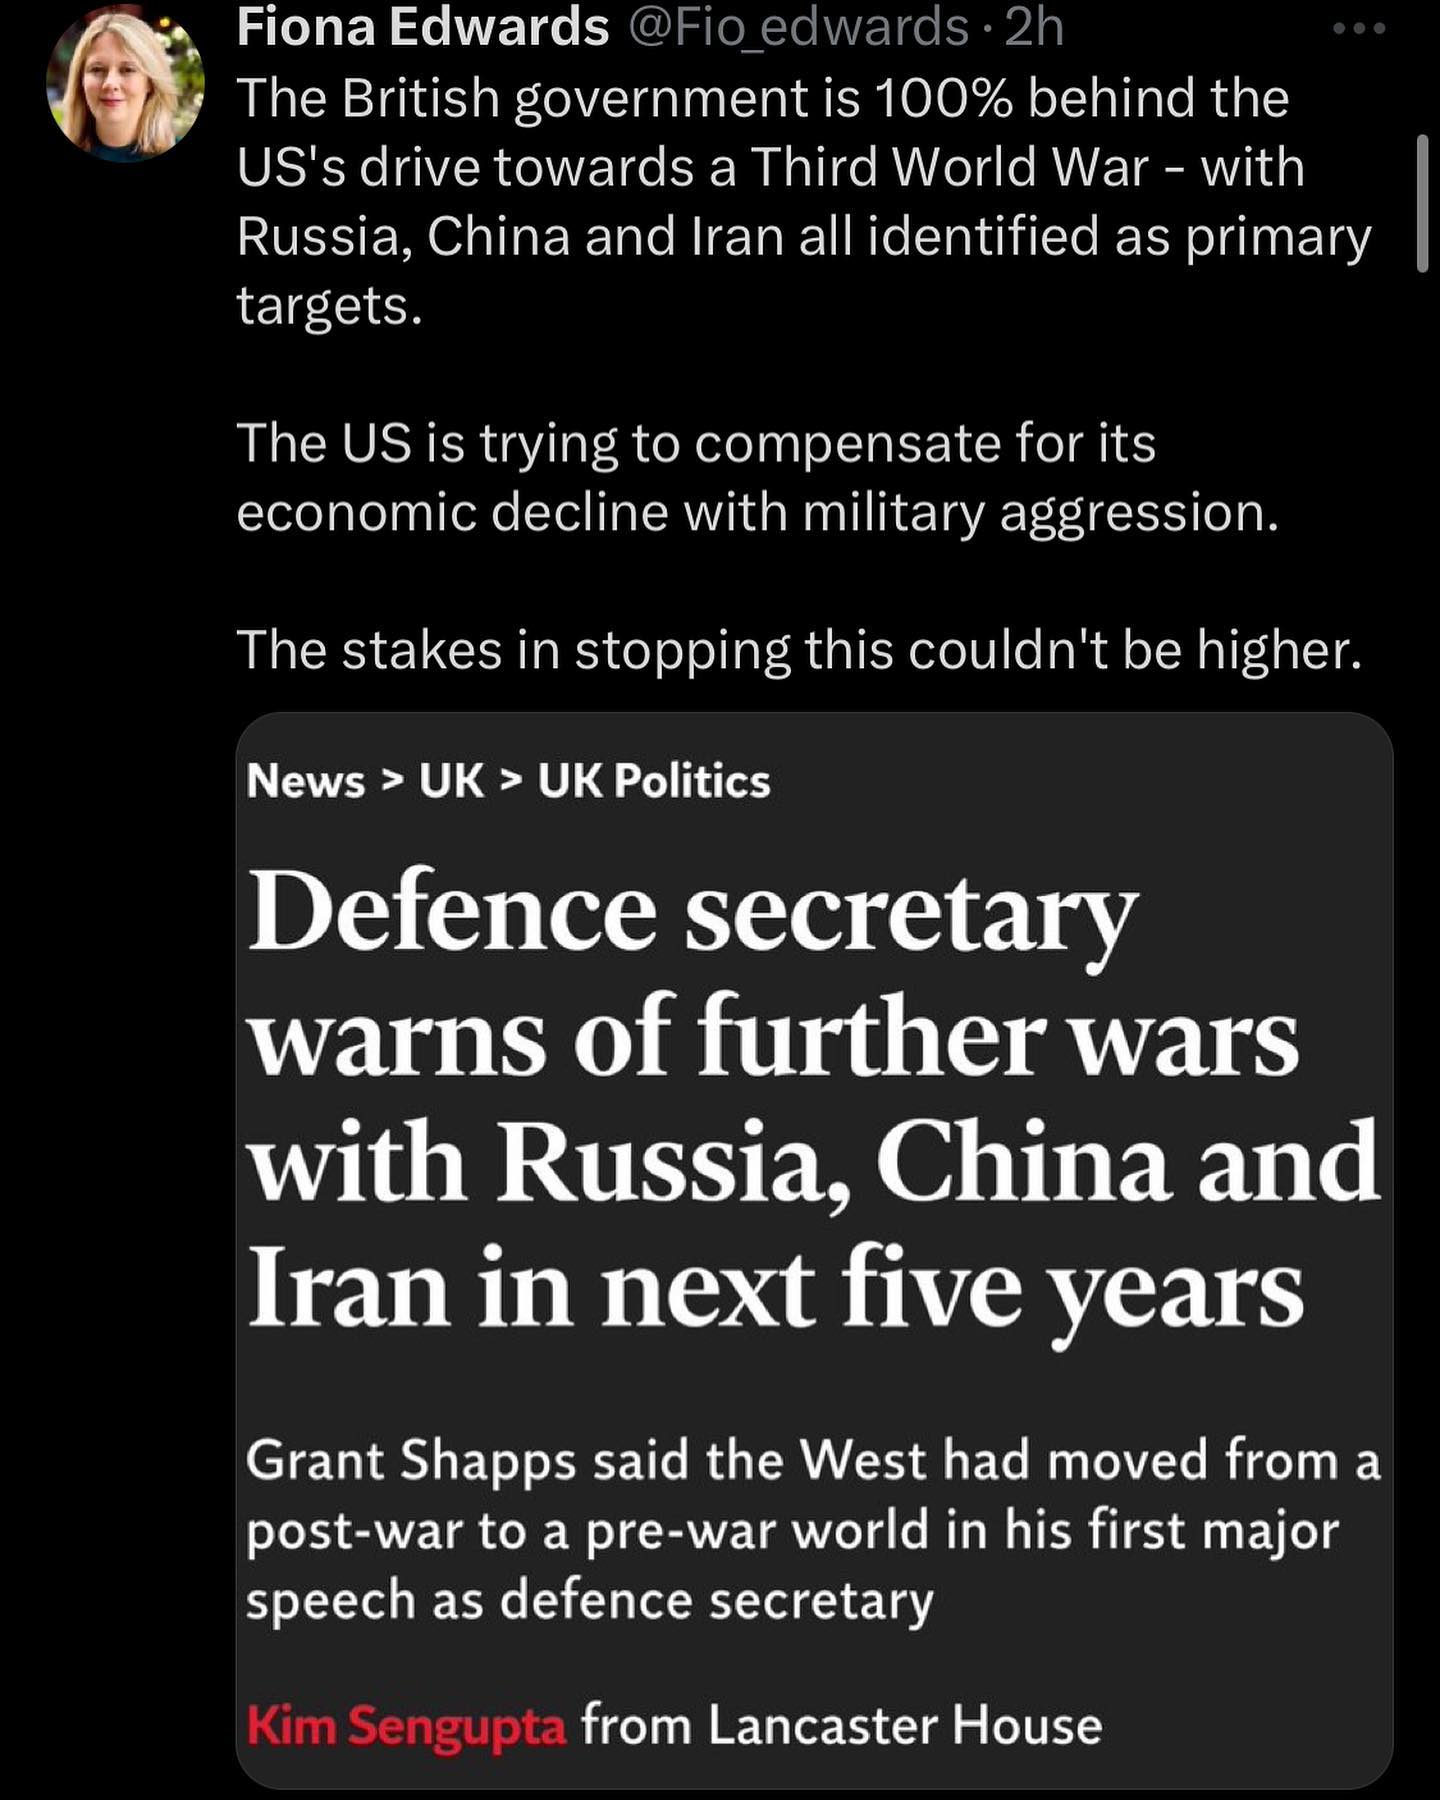 Fiona Edwards @Fio_edwards · 2h
The British government is 100% behind the
US's drive towards a Third World War - with
Russia, China and Iran all identified as primary
targets.
The US is trying to compensate for its
economic decline with military aggression.
The stakes in stopping this couldn't be higher.
News > UK > UK Politics
Defence secretary
warns of further wars
with Russia, China and
Iran in next five years
Grant Shapps said the West had moved from a
post-war to a pre-war world in his first major
speech as defence secretary
Kim Sengupta from Lancaster House